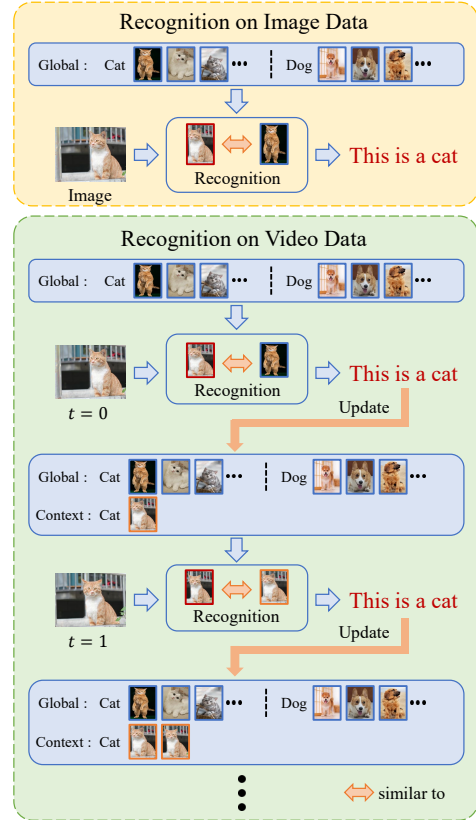 Recognition on Image Data
Global : Cat ••• Dog •••
This is a cat
Recognition
Image
Recognition on Video Data
Global : Cat ••• Dog •••
This is a cat
Recognition
t = 0
Update
Global : Cat ••• Dog •••
Context : Cat
This is a cat
Recognition
t = 1
Update
Global : Cat ••• Dog •••
Context : Cat
similar to